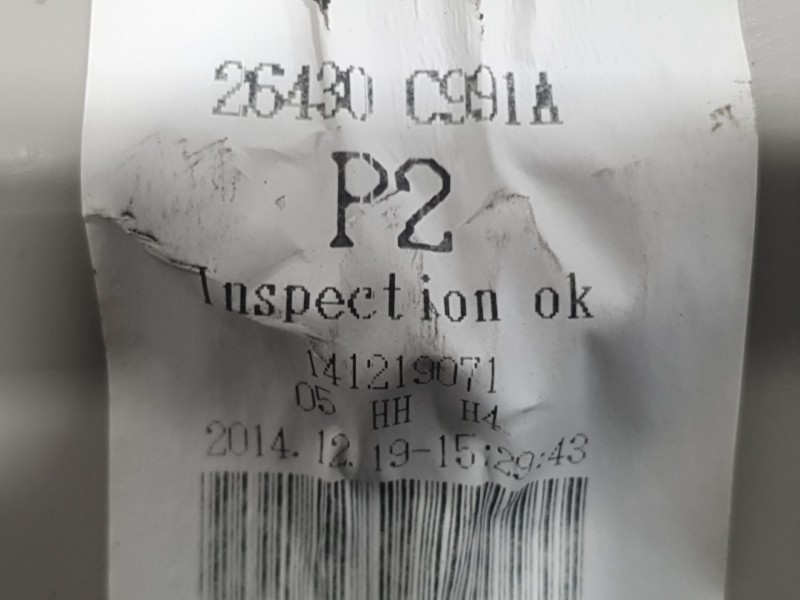 26430 C991A
P2
Inspection ok
141219071
05 HH H4
2014.12.19-15:29:43